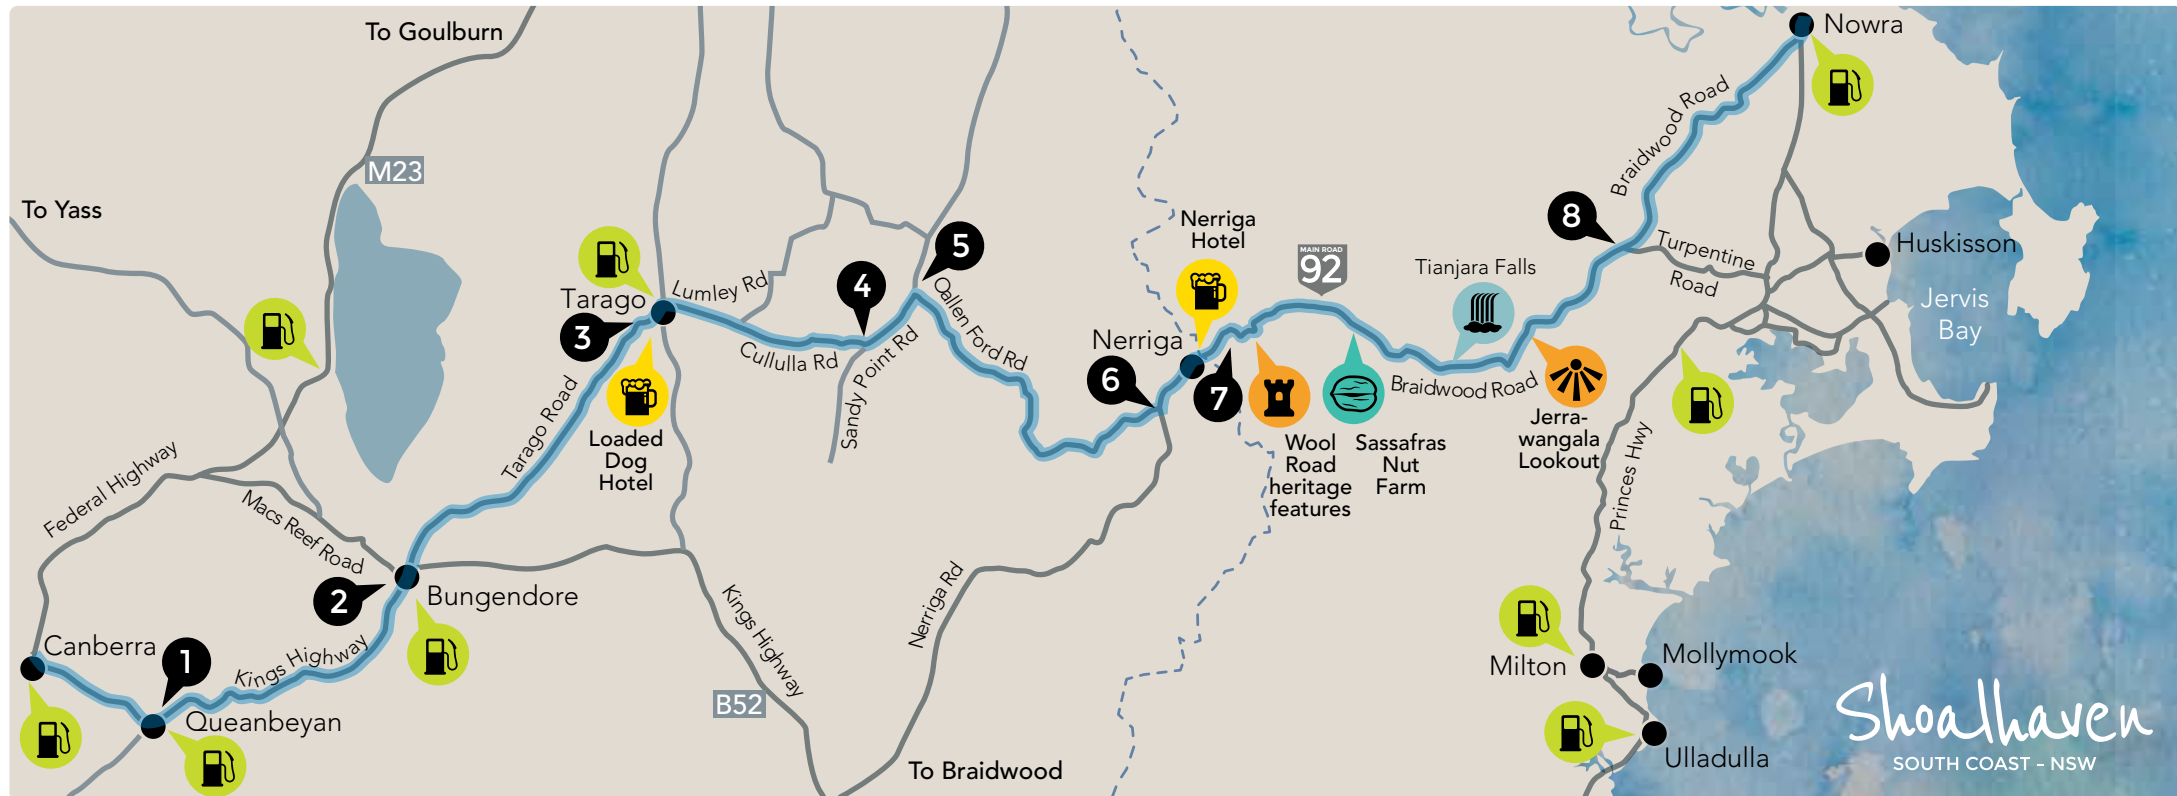 To Goulburn
Nowra
M23
To Yass
Braidwood Road
8
Nerriga
Hotel
5
MAIN ROAD
92
Turpentine
Road
Huskisson
Tianjara Falls
Lumley Rd
4
Tarago
3
Oallen Ford Rd
Jervis
Bay
Cullulla Rd
Sandy Point Rd
Nerriga
6
7
Braidwood Road
Tarago Road
Loaded
Dog
Hotel
Wool
Road
heritage
features
Sassafras
Nut
Farm
Jerra-
wangala
Lookout
Princes Hwy
Federal Highway
Macs Reef Road
2
Bungendore
Nerriga Rd
Kings Highway
Canberra
1
Kings Highway
Queanbeyan
B52
Milton
Mollymook
Ulladulla
To Braidwood
Shoalhaven
SOUTH COAST - NSW